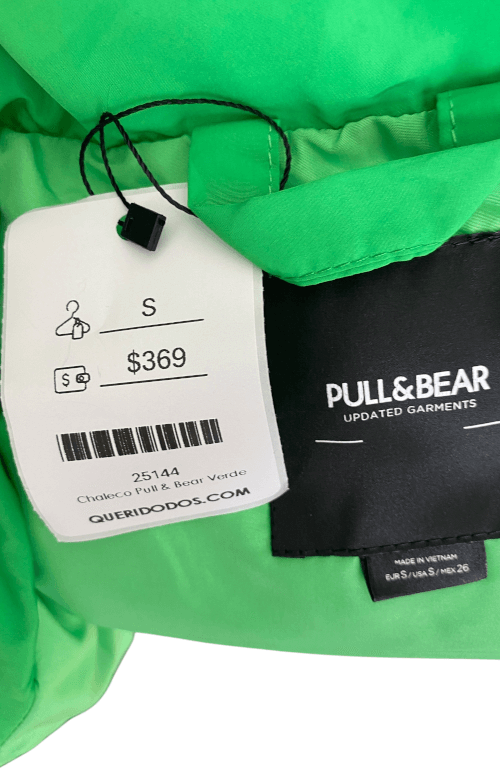 S
$
$369
25144
Chaleco Pull & Bear Verde
QUERIDODOS.COM
PULL&BEAR
UPDATED GARMENTS
MADE IN VIETNAM
EUR S / USA S / MEX 26